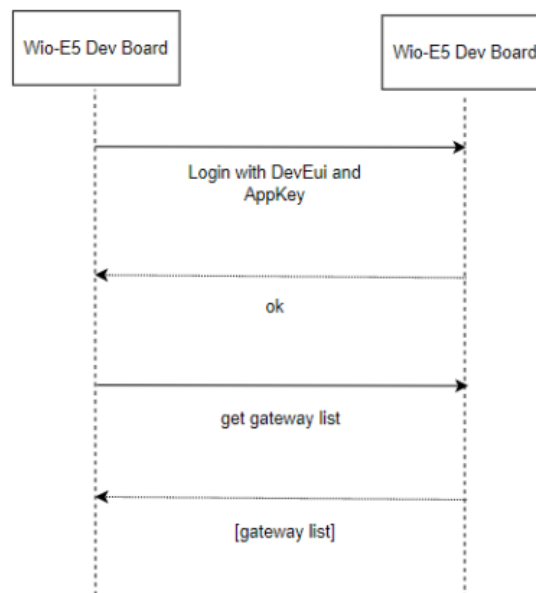 Wio-E5 Dev Board
Wio-E5 Dev Board
Login with DevEui and
AppKey
ok
get gateway list
[gateway list]